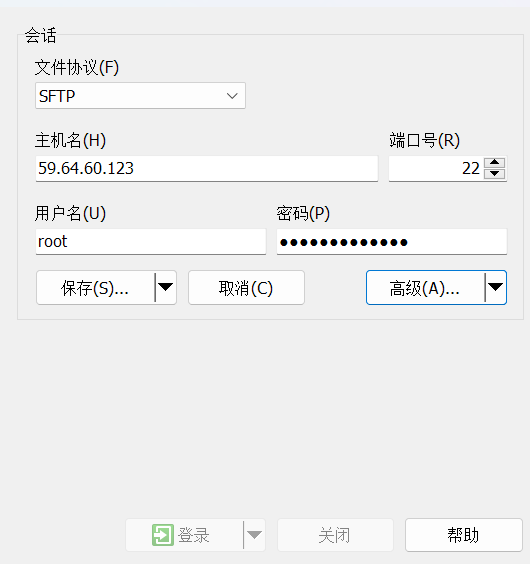 会话
文件协议(F)
SFTP
主机名(H) 端口号(R)
59.64.60.123 22
用户名(U) 密码(P)
root ●●●●●●●●●●●●●
保存(S)... 取消(C) 高级(A)...
登录 关闭 帮助